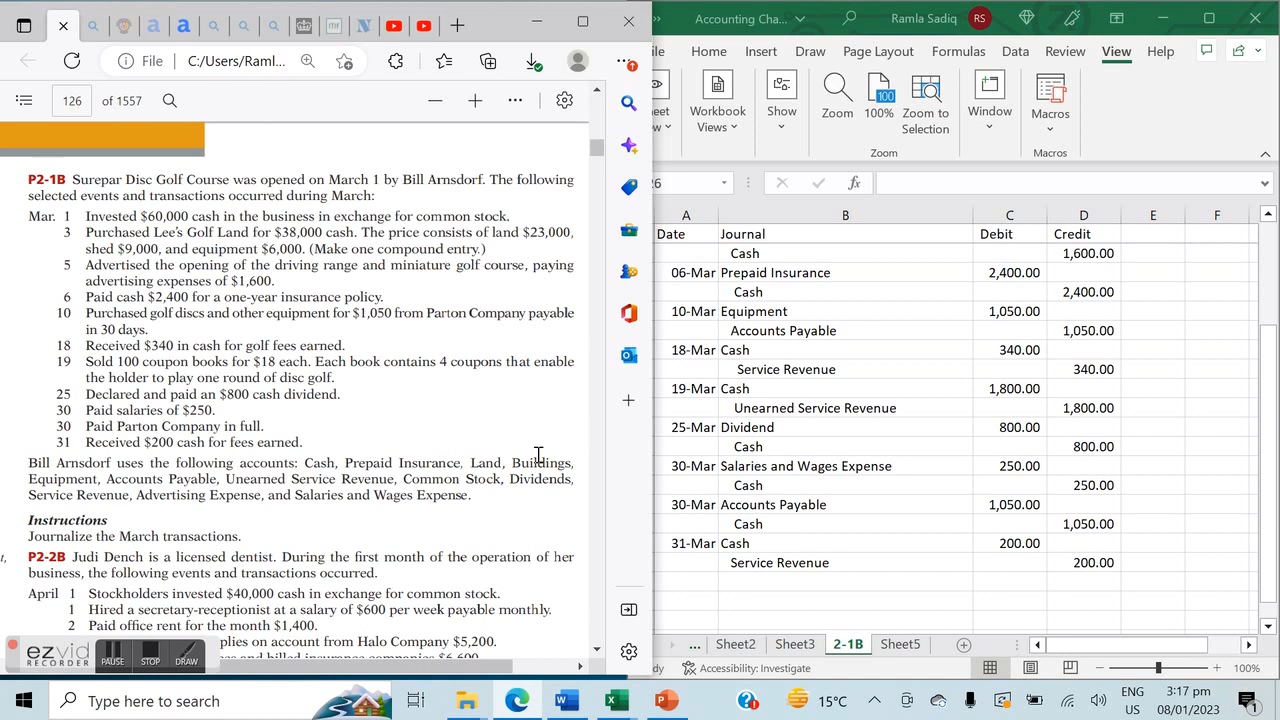 File
C:/Users/Raml...
126
of 1557
P2-1B Surepar Disc Golf Course was opened on March 1 by Bill Arnsdorf. The following
selected events and transactions occurred during March:
Mar. 1 Invested $60,000 cash in the business in exchange for common stock.
3 Purchased Lee's Golf Land for $38,000 cash. The price consists of land $23,000,
shed $9,000, and equipment $6,000. (Make one compound entry.)
5 Advertised the opening of the driving range and miniature golf course, paying
advertising expenses of $1,600.
6 Paid cash $2,400 for a one-year insurance policy.
10 Purchased golf discs and other equipment for $1,050 from Parton Company payable
in 30 days.
18 Received $340 in cash for golf fees earned.
19 Sold 100 coupon books for $18 each. Each book contains 4 coupons that enable
the holder to play one round of disc golf.
25 Declared and paid an $800 cash dividend.
30 Paid salaries of $250.
30 Paid Parton Company in full.
31 Received $200 cash for fees earned.
Bill Arnsdorf uses the following accounts: Cash, Prepaid Insurance, Land, Buildings,
Equipment, Accounts Payable, Unearned Service Revenue, Common Stock, Dividends,
Service Revenue, Advertising Expense, and Salaries and Wages Expense.
Instructions
Journalize the March transactions.
t, P2-2B Judi Dench is a licensed dentist. During the first month of the operation of her
business, the following events and transactions occurred.
April 1 Stockholders invested $40,000 cash in exchange for common stock.
1 Hired a secretary-receptionist at a salary of $600 per week payable monthly.
2 Paid office rent for the month $1,400.
plies on account from Halo Company $5,200.
es and billed insurance companies $6,600
ezvid
RECORDER
PAUSE STOP DRAW
Accounting Cha...
Ramla Sadiq RS
ile Home Insert Draw Page Layout Formulas Data Review View Help
eet
ew
Workbook
Views
Show
Zoom
100
100%
Zoom to
Selection
Window
Macros
Zoom
Macros
26
fx
A B C D E F
Date Journal Debit Credit
Cash 1,600.00
06-Mar Prepaid Insurance 2,400.00
Cash 2,400.00
10-Mar Equipment 1,050.00
Accounts Payable 1,050.00
18-Mar Cash 340.00
Service Revenue 340.00
19-Mar Cash 1,800.00
Unearned Service Revenue 1,800.00
25-Mar Dividend 800.00
Cash 800.00
30-Mar Salaries and Wages Expense 250.00
Cash 250.00
30-Mar Accounts Payable 1,050.00
Cash 1,050.00
31-Mar Cash 200.00
Service Revenue 200.00
... Sheet2 Sheet3 2-1B Sheet5
dy Accessibility: Investigate 100%
Type here to search
15°C
ENG
US
3:17 pm
08/01/2023
1